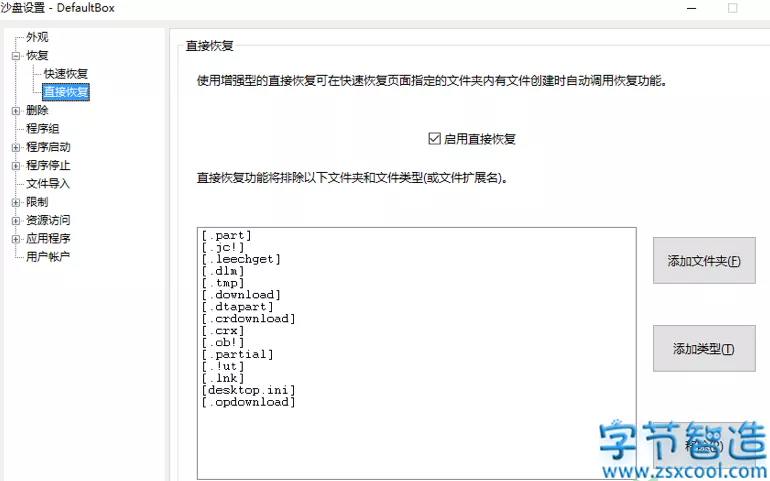 沙盘设置 - DefaultBox
外观
恢复
快速恢复
直接恢复
删除
程序组
程序启动
程序停止
文件导入
限制
资源访问
应用程序
用户帐户
直接恢复
使用增强型的直接恢复可在快速恢复页面指定的文件夹内有文件创建时自动调用恢复功能。
启用直接恢复
直接恢复功能将排除以下文件夹和文件类型(或文件扩展名)。
[.part]
[.jc!]
[.leechget]
[.dlm]
[.tmp]
[.download]
[.dtapart]
[.crdownload]
[.crx]
[.ob!]
[.partial]
[.!ut]
[.lnk]
[desktop.ini]
[.opdownload]
添加文件夹(F)
添加类型(T)
字节智造
www.zsxcool.com